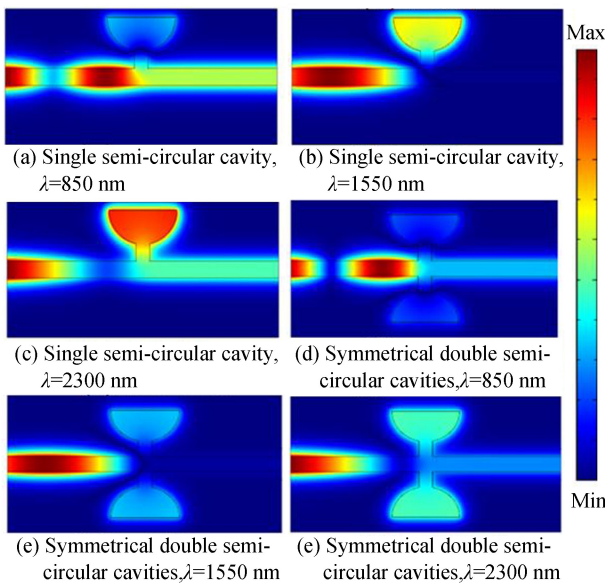 Max
(a) Single semi-circular cavity,
λ=850 nm
(b) Single semi-circular cavity,
λ=1550 nm
(c) Single semi-circular cavity,
λ=2300 nm
(d) Symmetrical double semi-
circular cavities,λ=850 nm
Min
(e) Symmetrical double semi-
circular cavities,λ=1550 nm
(e) Symmetrical double semi-
circular cavities,λ=2300 nm